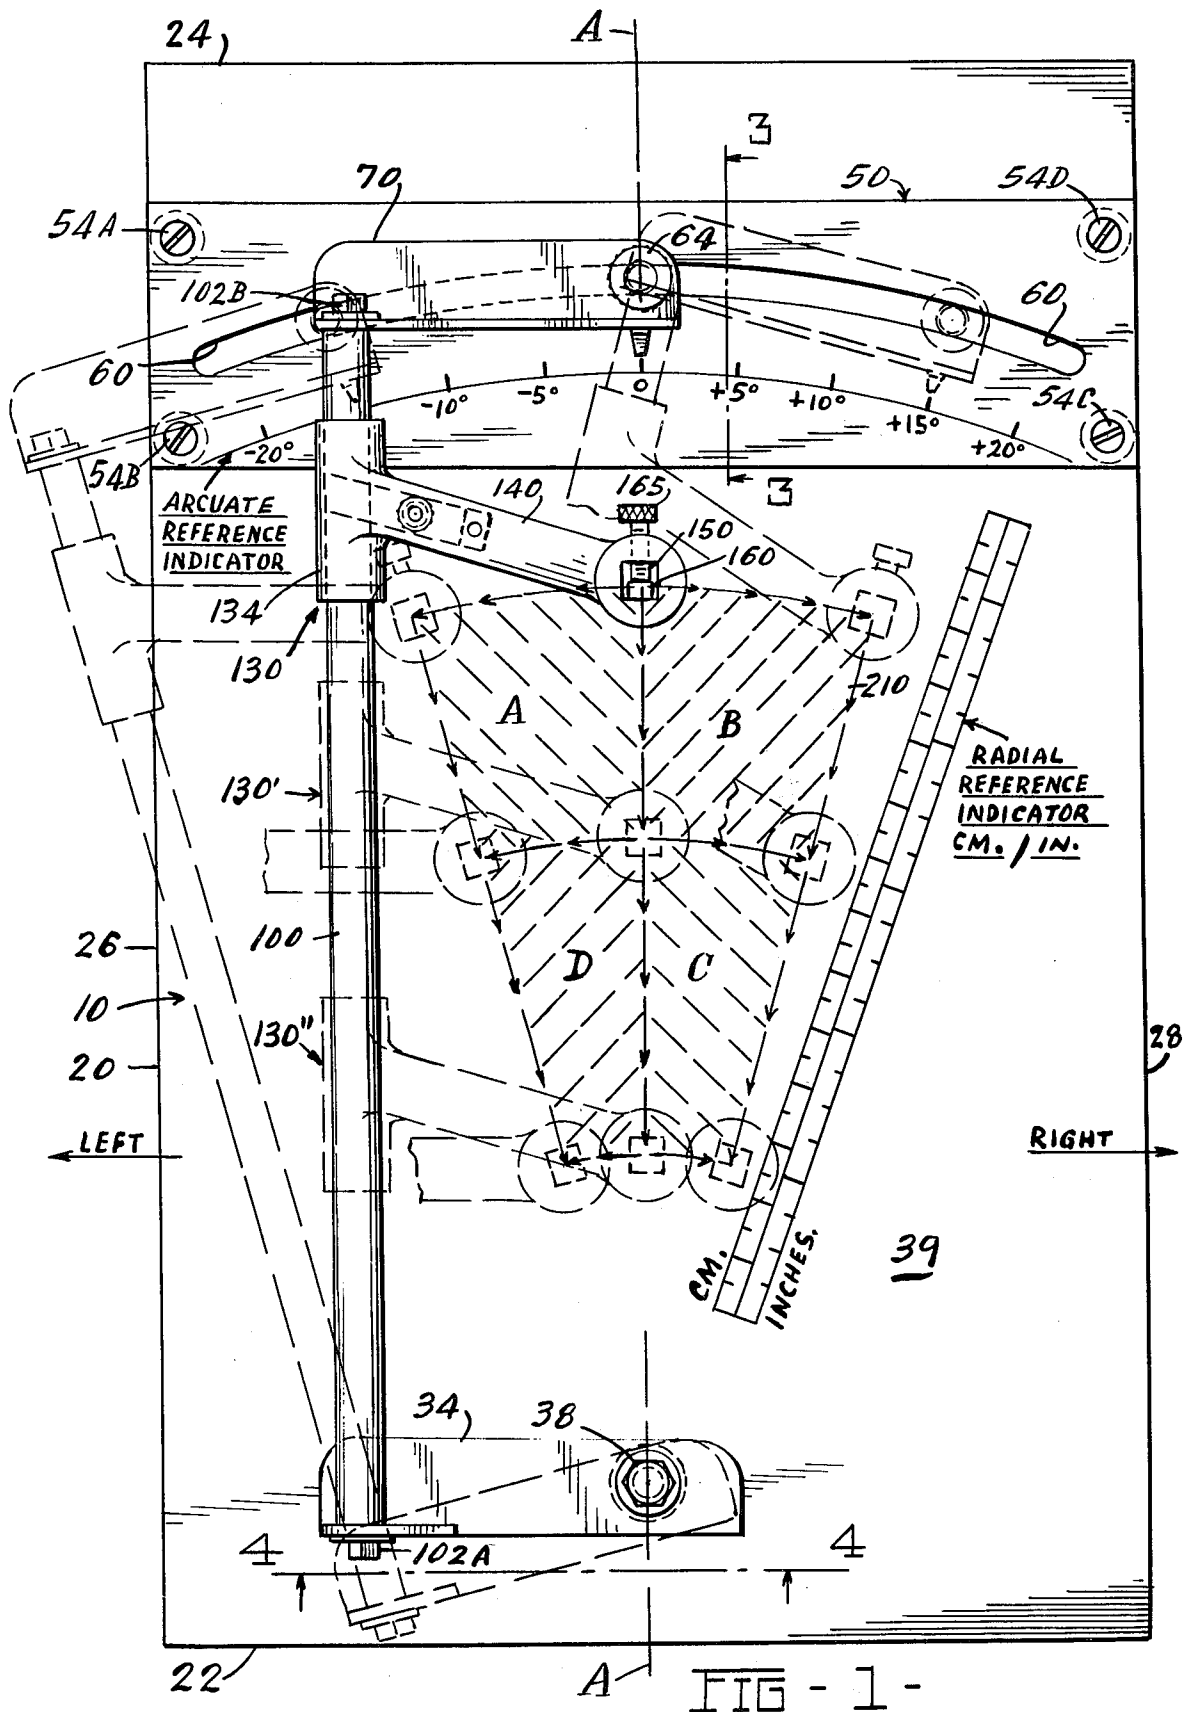 24
A
3
70
50
54D
54A
64
102B
60
60
-10°
-5°
0
+5°
+10°
+15°
54C
+20°
-20°
54B
3
ARCUATE
REFERENCE
INDICATOR
140
165
150
160
134
130
210
A
B
RADIAL
REFERENCE
INDICATOR
CM. / IN.
130'
26
100
D
C
10
130"
28
20
LEFT
RIGHT
39
CM.
INCHES.
34
38
4
102A
4
22
A
FIG - 1 -